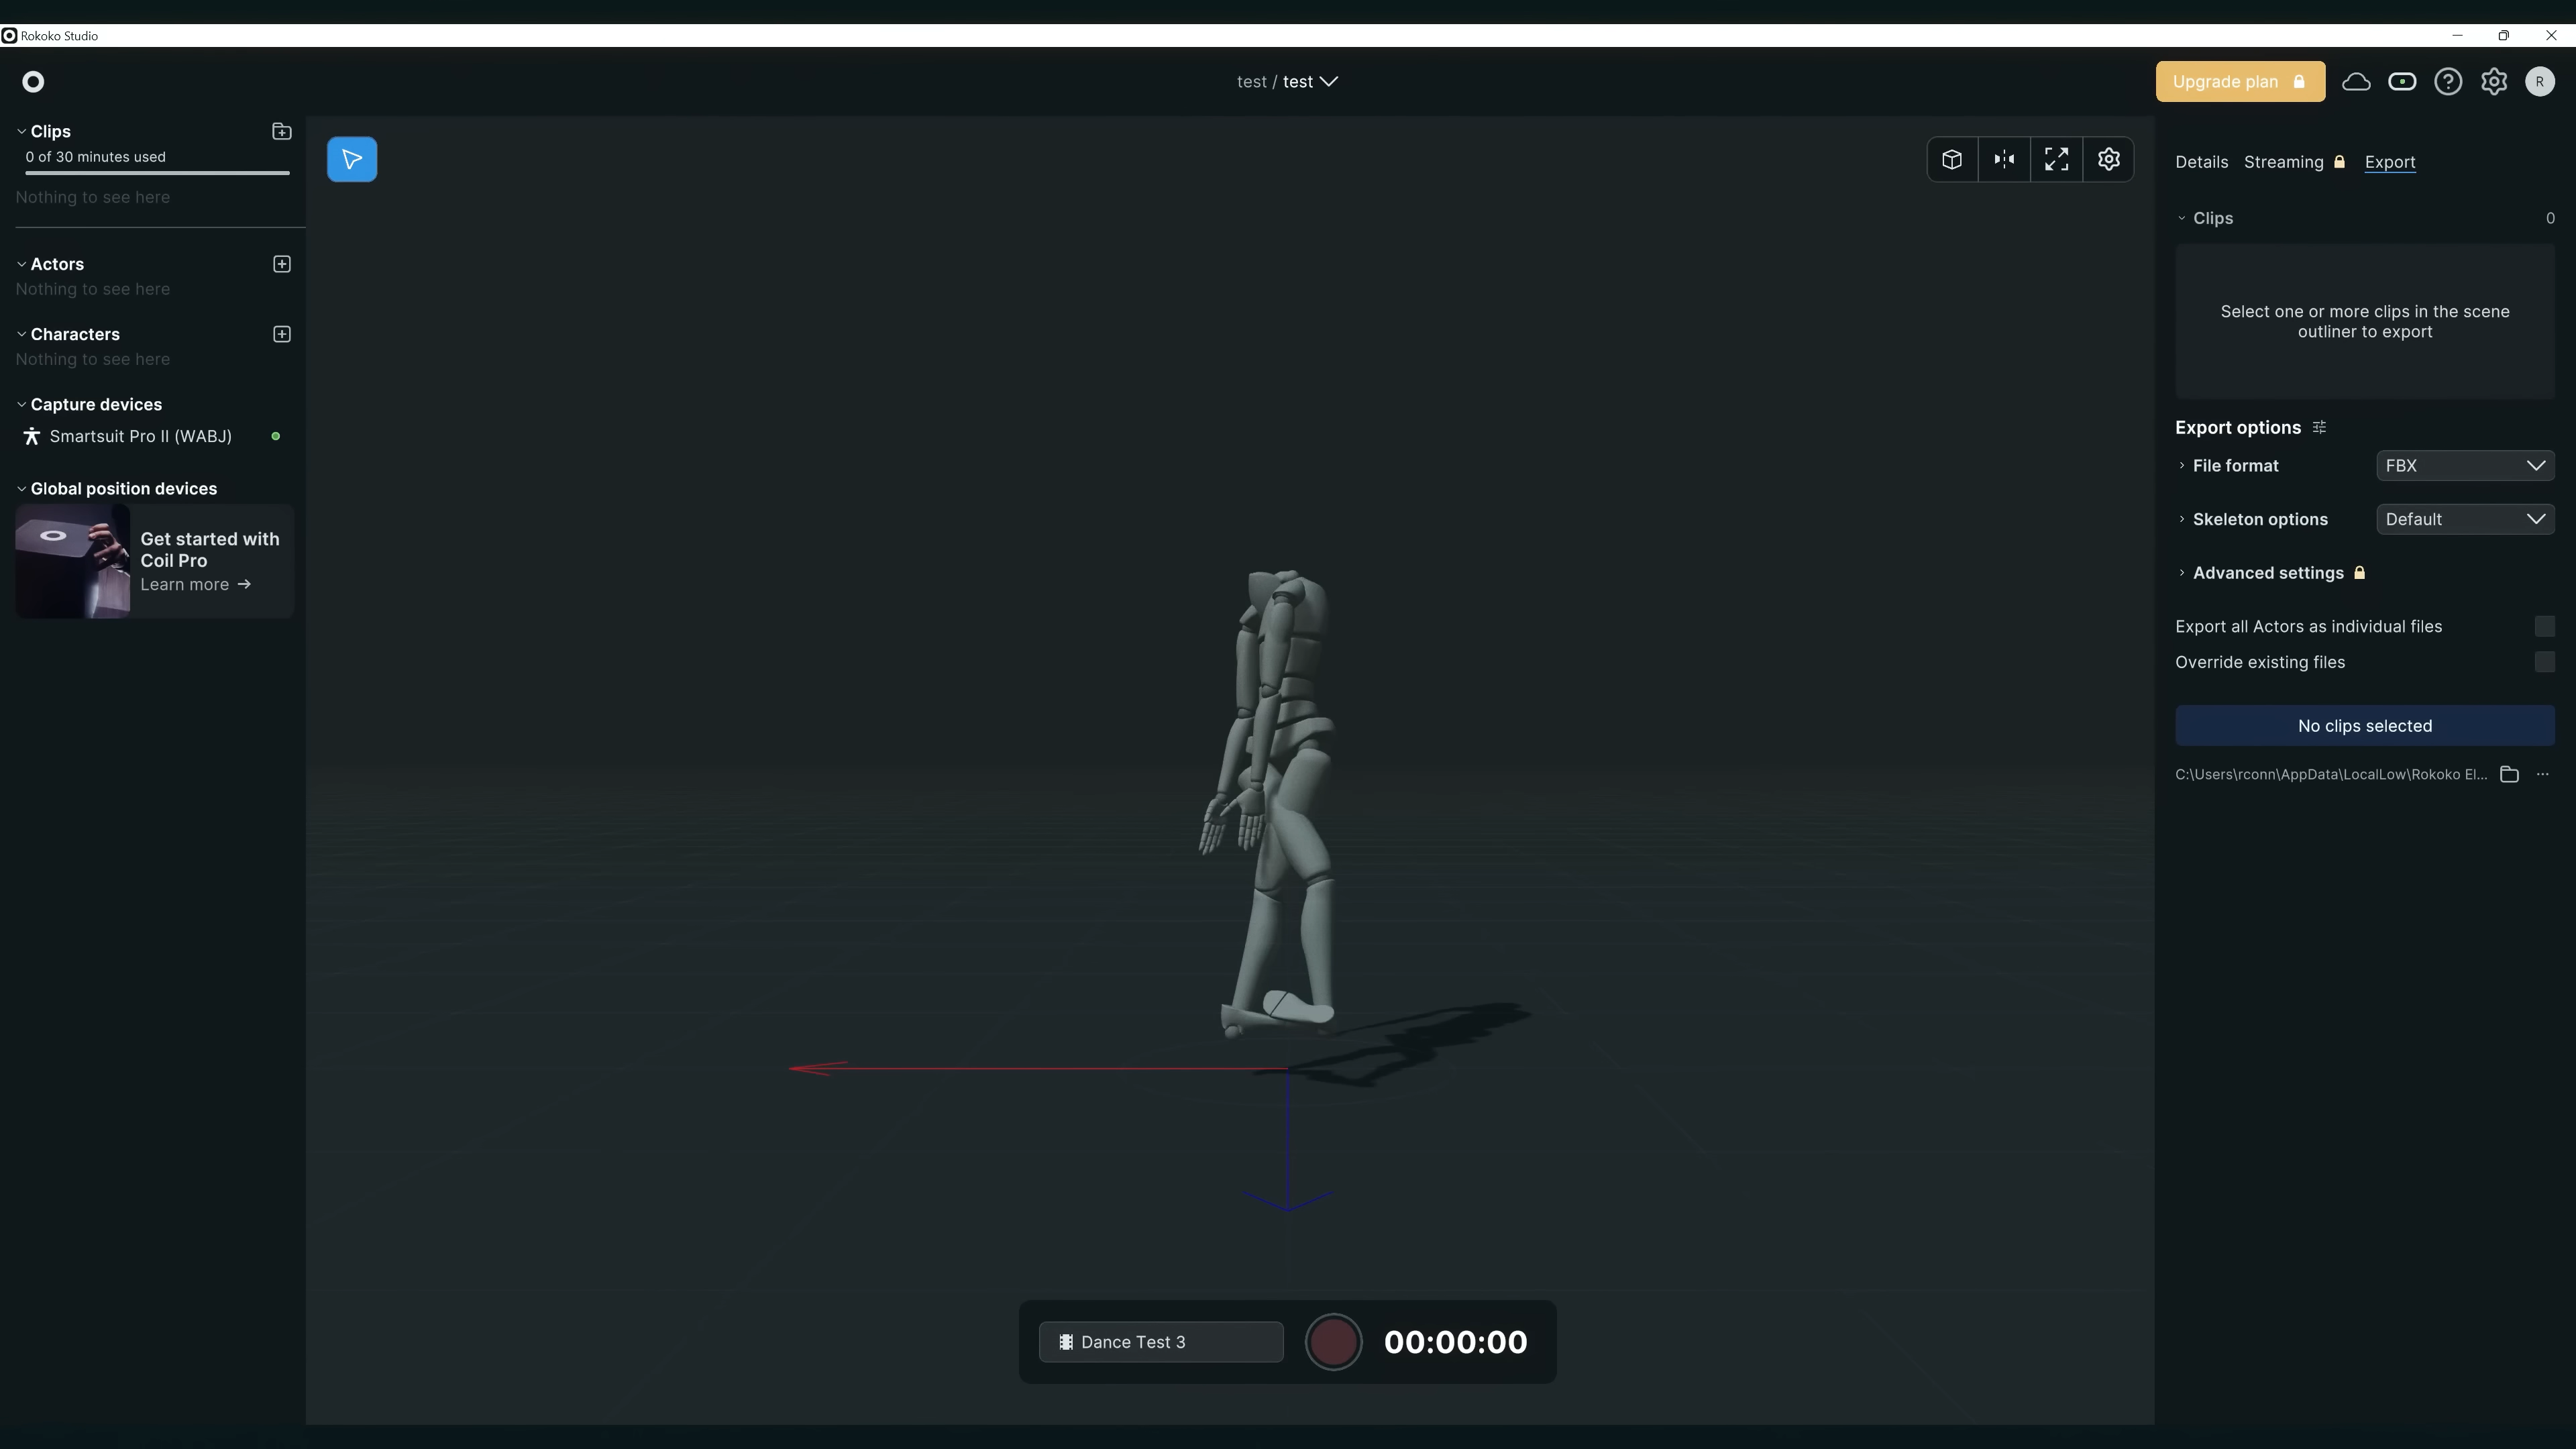 Rokoko Studio
test / test
Upgrade plan
R
Clips
0 of 30 minutes used
Nothing to see here
Actors
Nothing to see here
Characters
Nothing to see here
Capture devices
Smartsuit Pro II (WABJ)
Global position devices
Get started with
Coil Pro
Learn more →
Dance Test 3
00:00:00
Details Streaming Export
Clips 0
Select one or more clips in the scene
outliner to export
Export options
File format FBX
Skeleton options Default
Advanced settings
Export all Actors as individual files
Override existing files
No clips selected
C:\Users\rconn\AppData\LocalLow\Rokoko El...